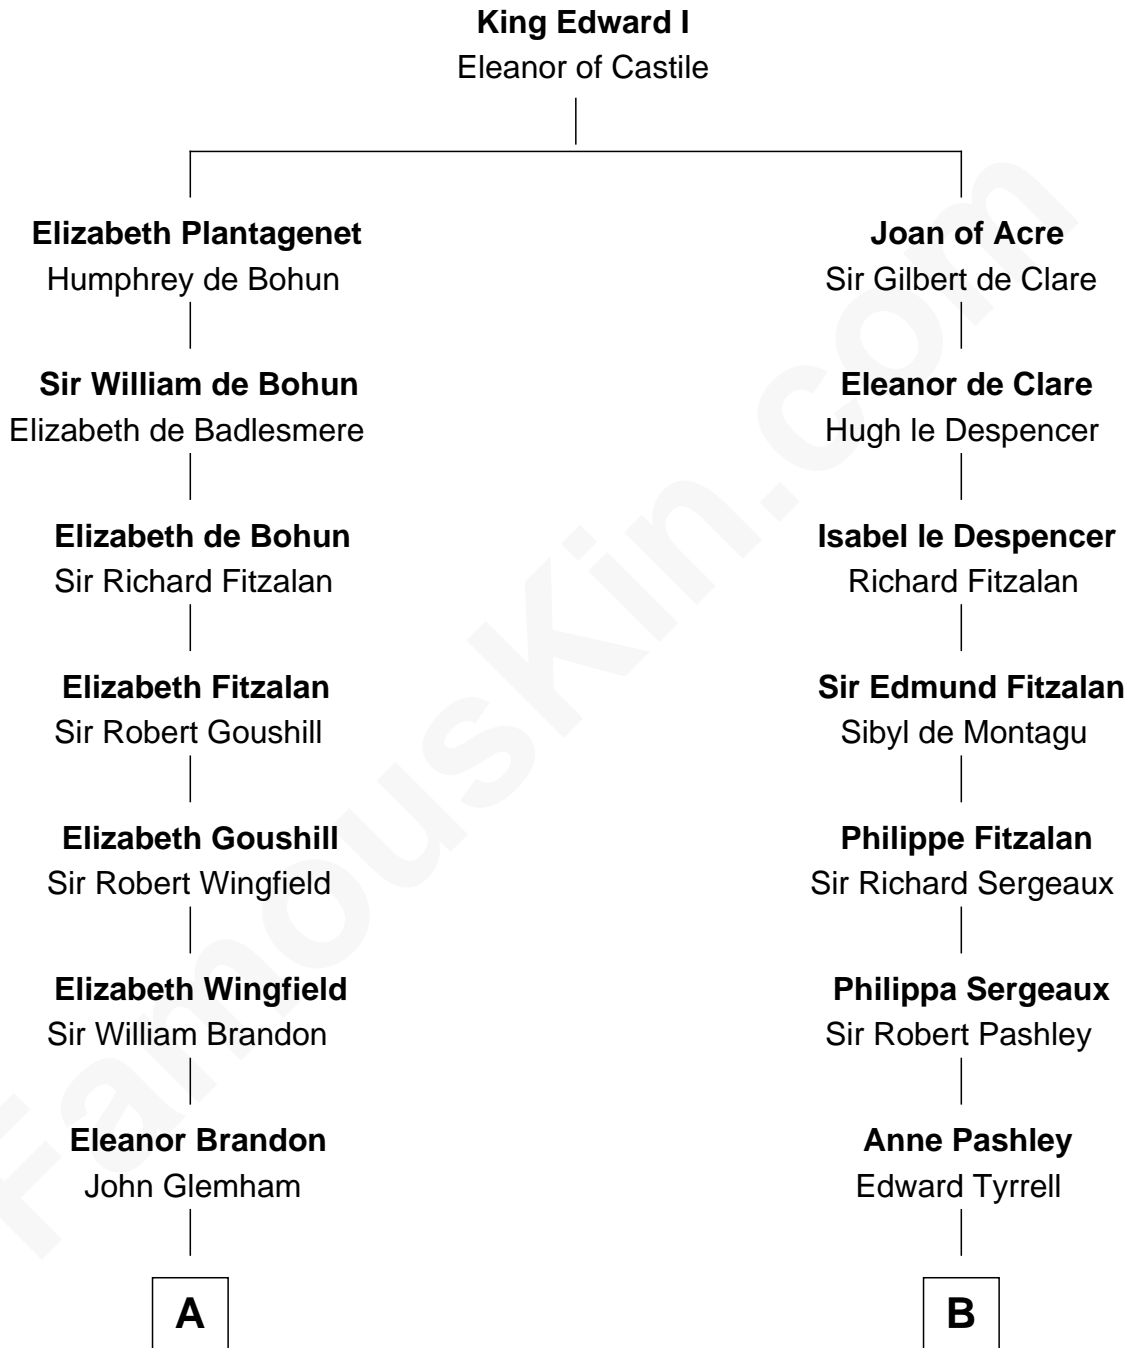 King Edward I
Eleanor of Castile
Elizabeth Plantagenet
Humphrey de Bohun
Joan of Acre
Sir Gilbert de Clare
Sir William de Bohun
Elizabeth de Badlesmere
Eleanor de Clare
Hugh le Despencer
Elizabeth de Bohun
Sir Richard Fitzalan
Isabel le Despencer
Richard Fitzalan
Elizabeth Fitzalan
Sir Robert Goushill
Sir Edmund Fitzalan
Sibyl de Montagu
Elizabeth Goushill
Sir Robert Wingfield
Philippe Fitzalan
Sir Richard Sergeaux
Elizabeth Wingfield
Sir William Brandon
Philippa Sergeaux
Sir Robert Pashley
Eleanor Brandon
John Glemham
Anne Pashley
Edward Tyrrell
A
B
FamousKin.com